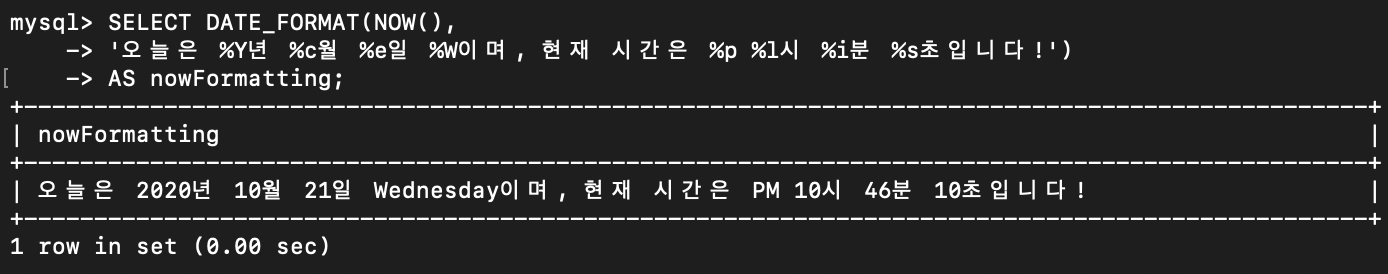 mysql> SELECT DATE_FORMAT(NOW(),
    -> '오늘은 %Y년 %c월 %e일 %W이며, 현재 시간은 %p %l시 %i분 %s초입니다!')
[    -> AS nowFormatting;
+------------------------------------------------------------------------------------------------+
| nowFormatting                                                                                  |
+------------------------------------------------------------------------------------------------+
| 오늘은 2020년 10월 21일 Wednesday이며, 현재 시간은 PM 10시 46분 10초입니다! |
+------------------------------------------------------------------------------------------------+
1 row in set (0.00 sec)